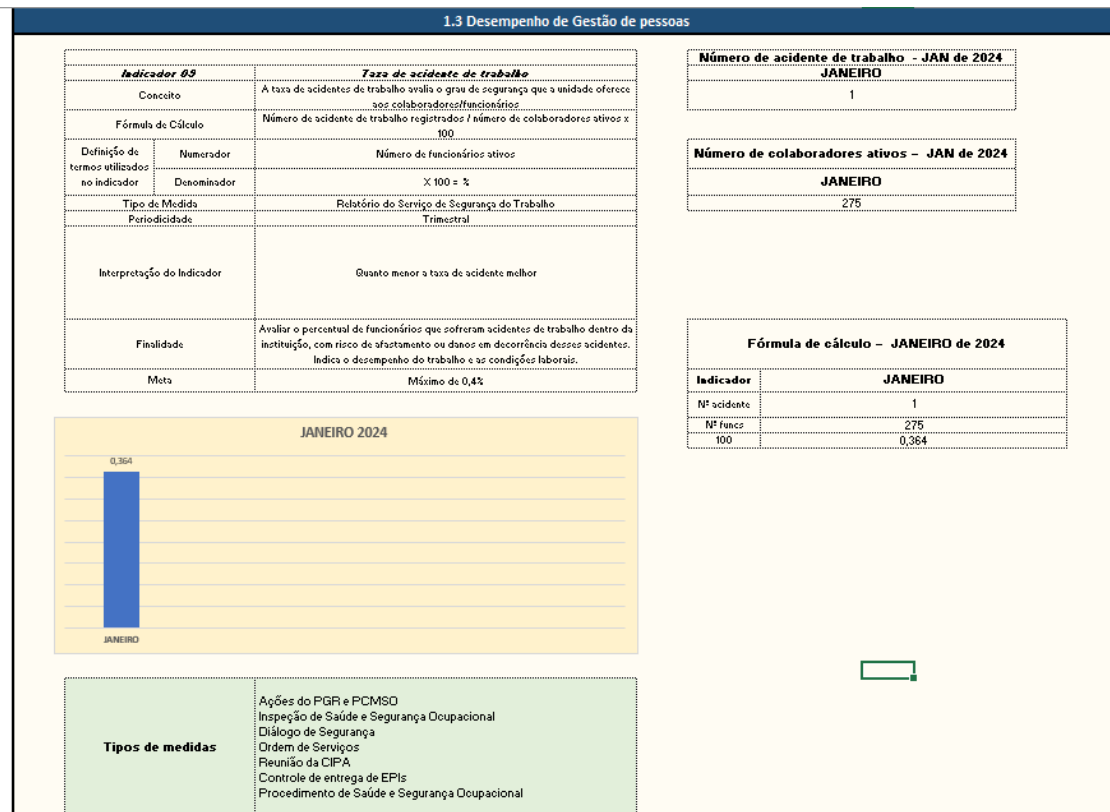 1.3 Desempenho de Gestão de pessoas
Indicador 09
Taxa de acidente de trabalho
Conceito
A taxa de acidentes de trabalho avalia o grau de segurança que a unidade oferece
aos colaboradores/funcionários
Fórmula de Cálculo
Número de acidente de trabalho registrados / número de colaboradores ativos x
100
Definição de
termos utilizados
no indicador
Numerador
Número de funcionários ativos
Denominador
X 100 = %
Tipo de Medida
Relatório do Serviço de Segurança do Trabalho
Periodicidade
Trimestral
Interpretação do Indicador
Quanto menor a taxa de acidente melhor
Finalidade
Avaliar o percentual de funcionários que sofreram acidentes de trabalho dentro da
instituição, com risco de afastamento ou danos em decorrência desses acidentes.
Indica o desempenho do trabalho e as condições laborais.
Meta
Máximo de 0,4%
Número de acidente de trabalho - JAN de 2024
JANEIRO
1
Número de colaboradores ativos – JAN de 2024
JANEIRO
275
Fórmula de cálculo – JANEIRO de 2024
Indicador
JANEIRO
Nº acidente
1
Nº funcs
275
100
0,364
JANEIRO 2024
0,364
JANEIRO
Tipos de medidas
Ações do PGR e PCMSO
Inspeção de Saúde e Segurança Ocupacional
Diálogo de Segurança
Ordem de Serviços
Reunião da CIPA
Controle de entrega de EPIs
Procedimento de Saúde e Segurança Ocupacional